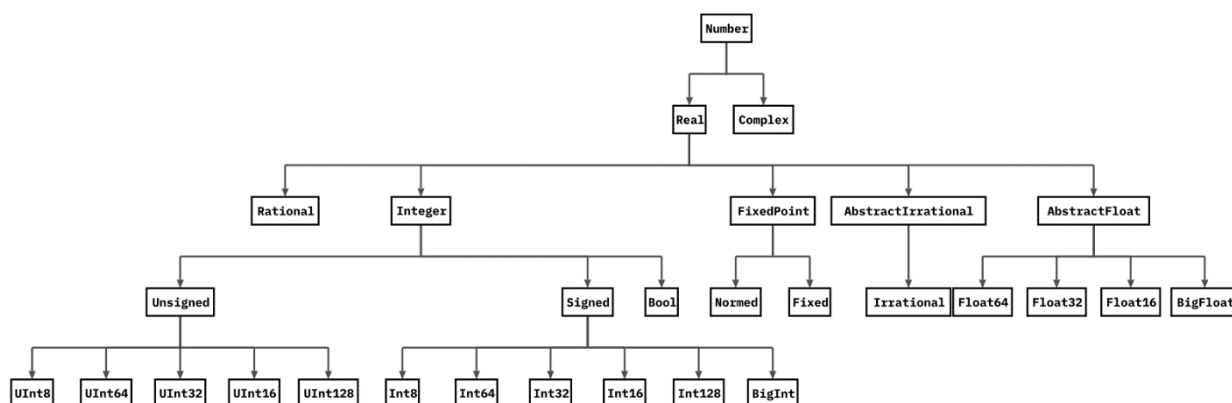 Number
Real Complex
Rational Integer FixedPoint AbstractIrrational AbstractFloat
Unsigned Signed Bool Normed Fixed Irrational Float64 Float32 Float16 BigFloat
UInt8 UInt64 UInt32 UInt16 UInt128 Int8 Int64 Int32 Int16 Int128 BigInt